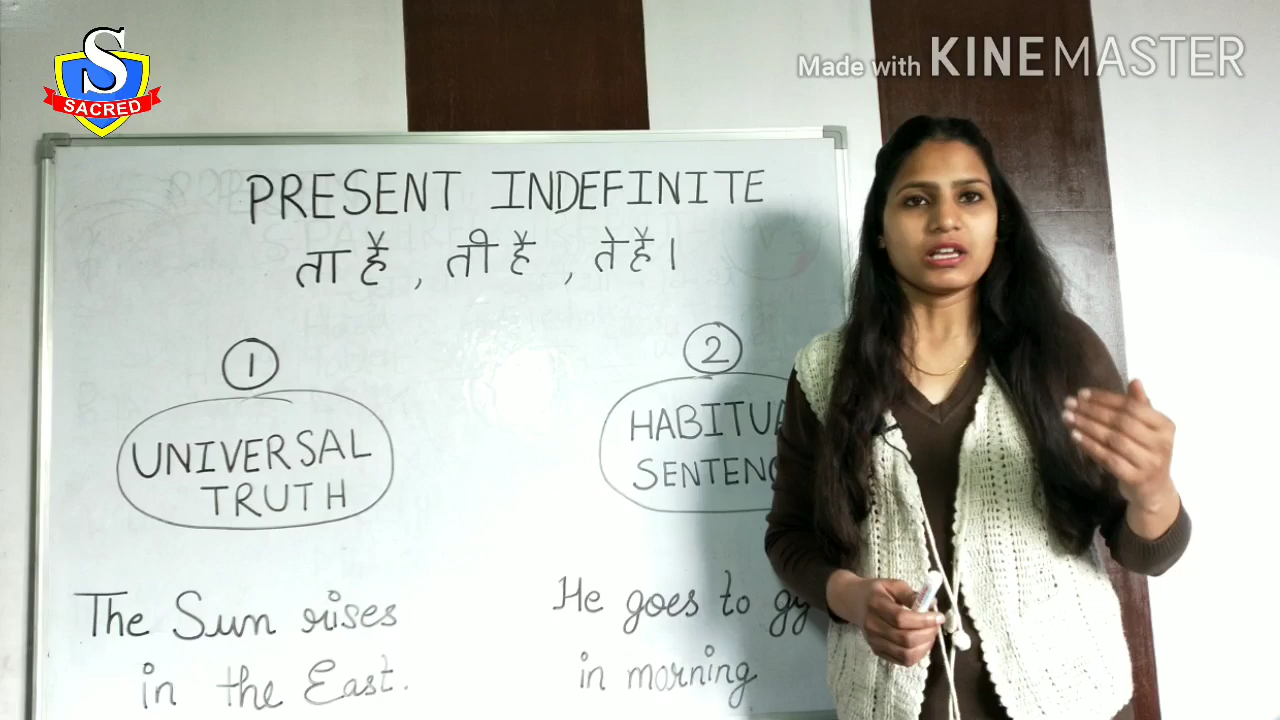 S
SACRED
Made with KINEMASTER
PRESENT INDEFINITE
ता हैं , ती हैं , ते हैं ।
1
UNIVERSAL
TRUTH
The Sun rises
in the East.
2
HABITUA
SENTENC
He goes to gy
in morning